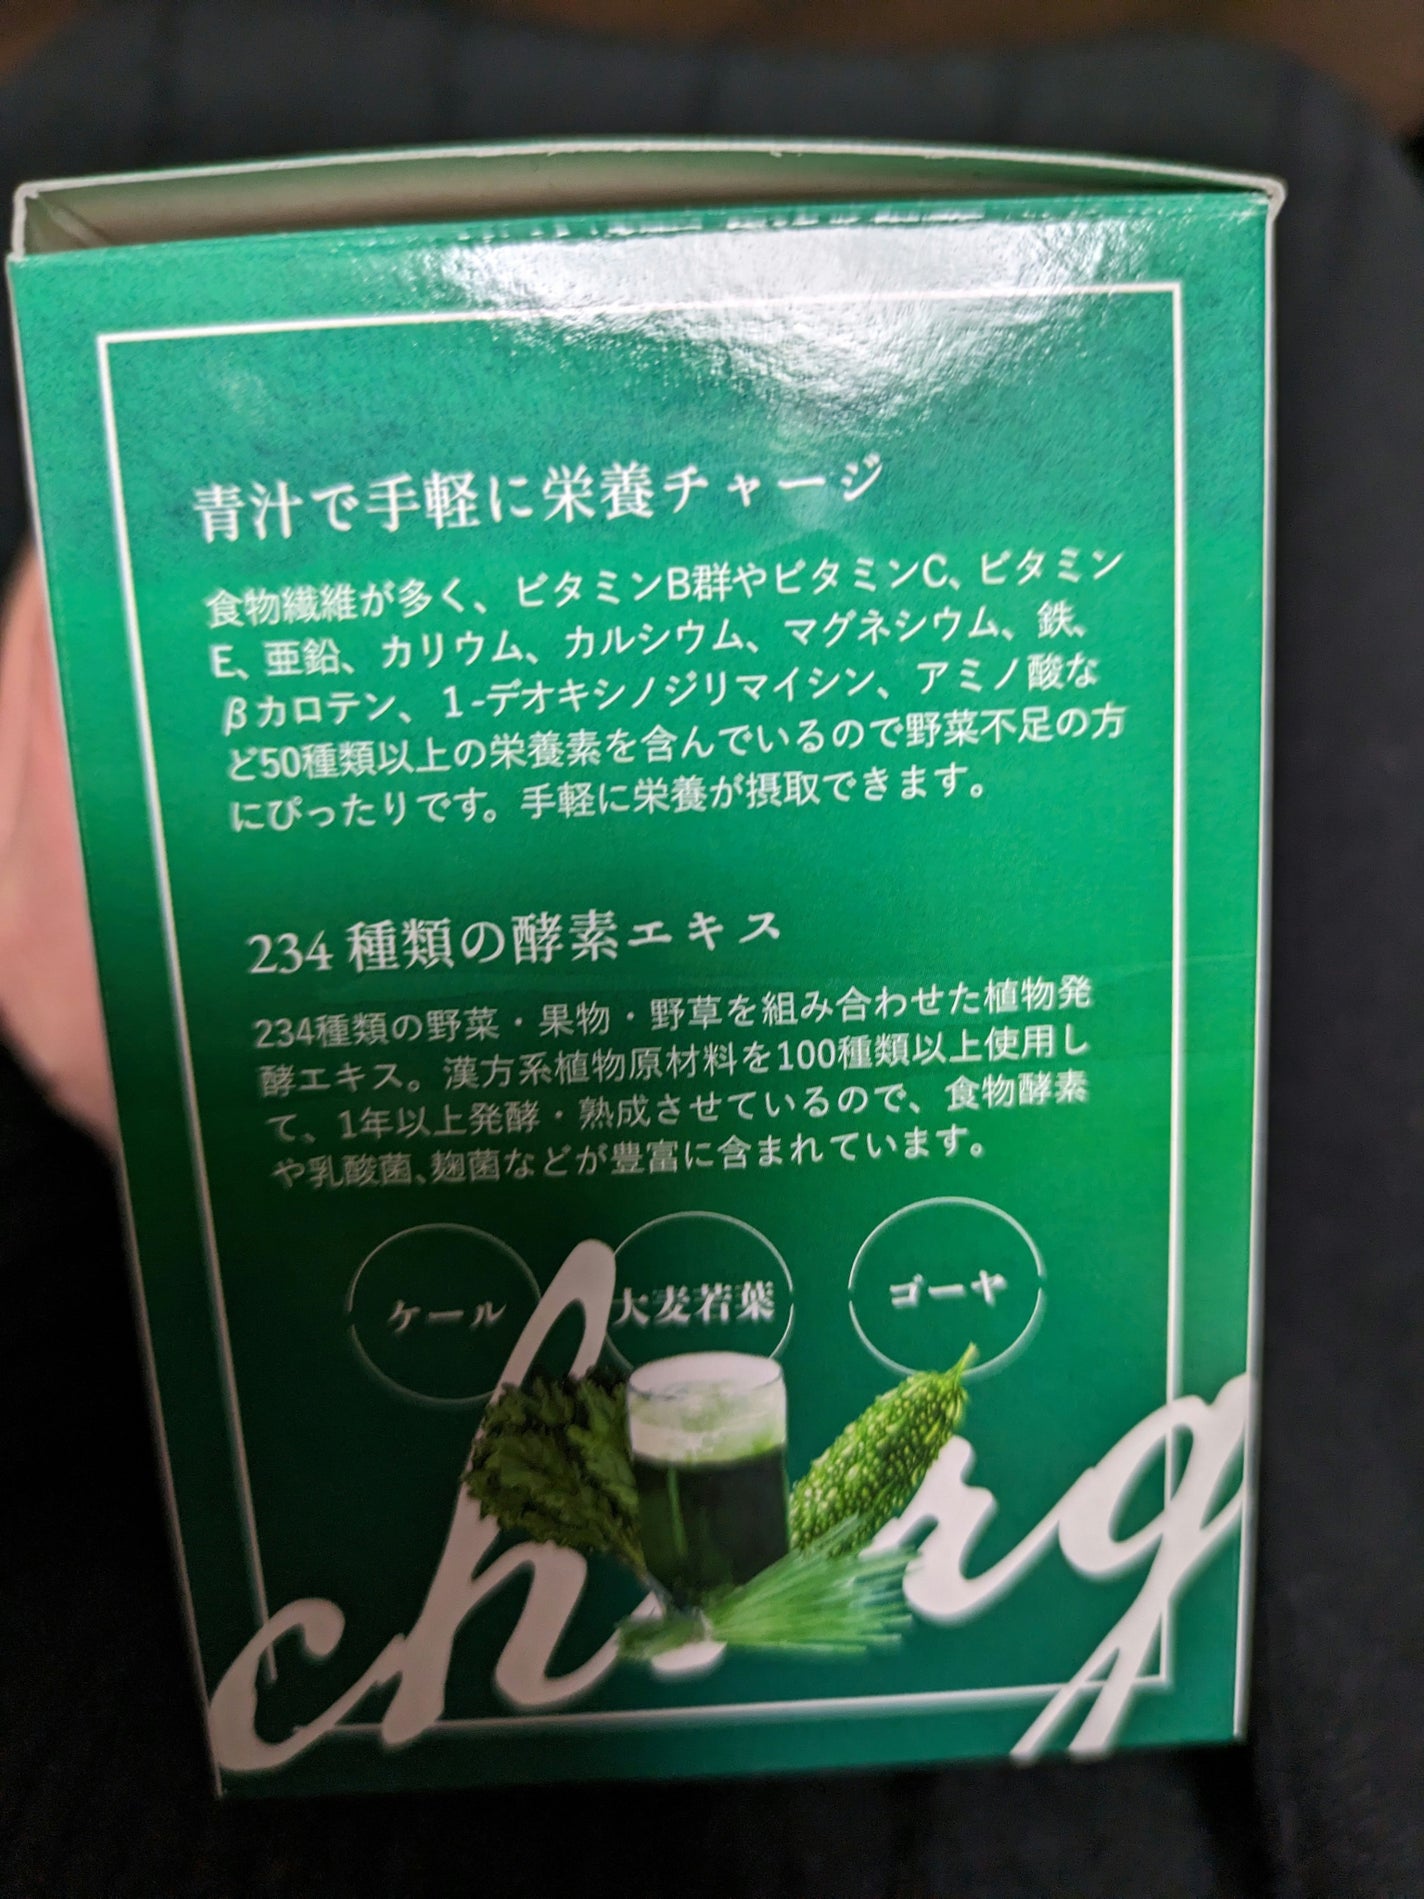 青汁で手軽に栄養チャージ
食物繊維が多く、ビタミンB群やビタミンC、ビタミン
E、亜鉛、カリウム、カルシウム、マグネシウム、鉄、
βカロテン、1-デオキシノジリマイシン、アミノ酸な
ど50種類以上の栄養素を含んでいるので野菜不足の方
にぴったりです。手軽に栄養が摂取できます。
234種類の酵素エキス
234種類の野菜・果物・野草を組み合わせた植物発
酵エキス。漢方系植物原材料を100種類以上使用し
て、1年以上発酵・熟成させているので、食物酵素
や乳酸菌、麹菌などが豊富に含まれています。
ケール
大麦若葉
ゴーヤ